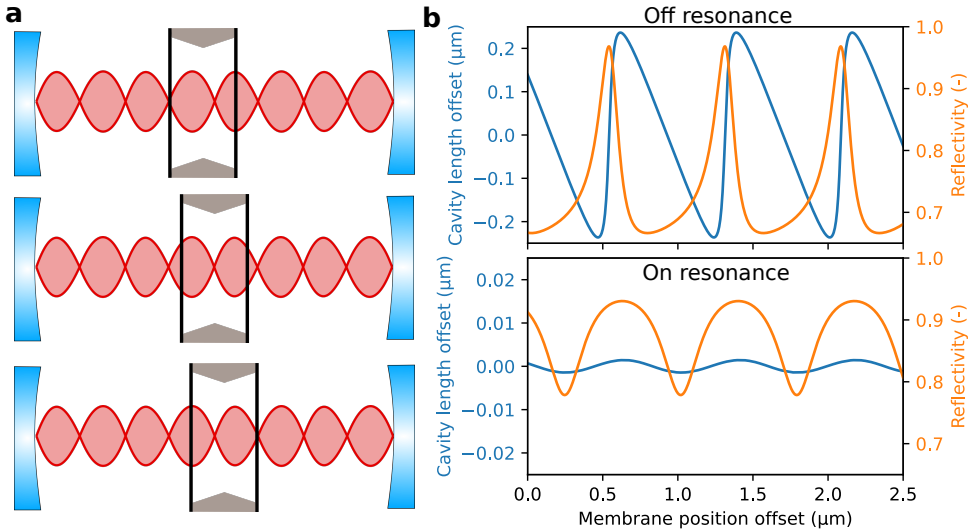 a
b
Off resonance
Cavity length offset (μm)
0.2
0.1
0.0
−0.1
−0.2
1.0
0.9
0.8
0.7
Reflectivity (-)
On resonance
Cavity length offset (μm)
0.02
0.01
0.00
−0.01
−0.02
1.0
0.9
0.8
0.7
Reflectivity (-)
0.0 0.5 1.0 1.5 2.0 2.5
Membrane position offset (μm)